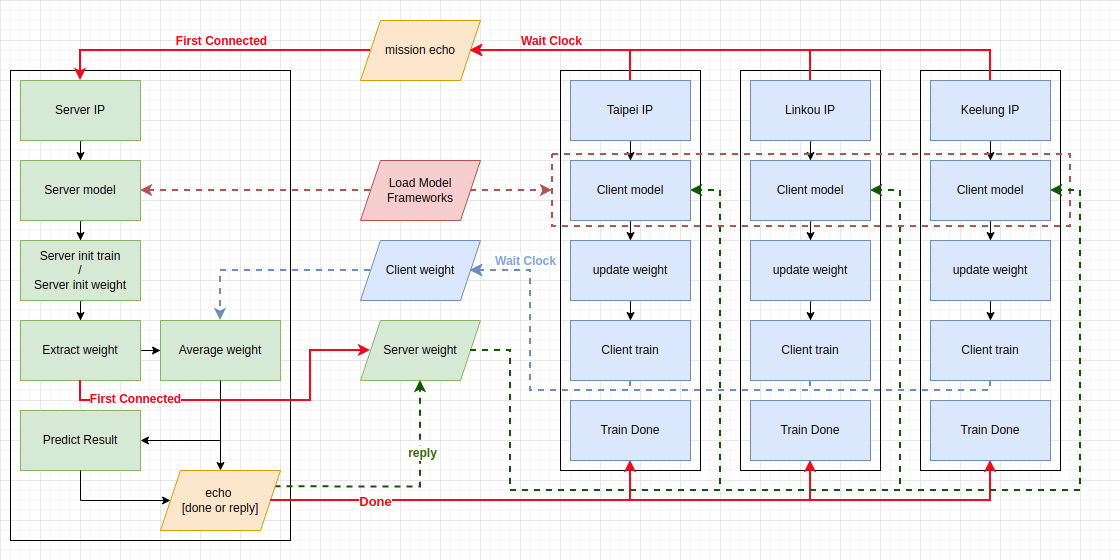 First Connected
mission echo
Wait Clock
Server IP
Taipei IP
Linkou IP
Keelung IP
Server model
Load Model
Frameworks
Client model
Client model
Client model
Server init train
/
Server init weight
Client weight
Wait Clock
update weight
update weight
update weight
Extract weight
Average weight
Server weight
Client train
Client train
Client train
First Connected
Predict Result
reply
Train Done
Train Done
Train Done
echo
[done or reply]
Done